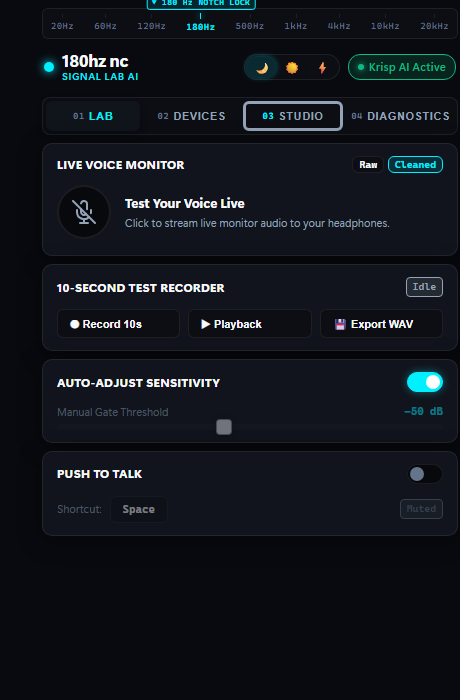 ▼ 180 Hz NOTCH LOCK
20Hz 60Hz 120Hz 180Hz 500Hz 1kHz 4kHz 10kHz 20kHz
180hz nc
SIGNAL LAB AI
Krisp AI Active
01 LAB 02 DEVICES 03 STUDIO 04 DIAGNOSTICS
LIVE VOICE MONITOR Raw Cleaned
Test Your Voice Live
Click to stream live monitor audio to your headphones.
10-SECOND TEST RECORDER Idle
Record 10s Playback Export WAV
AUTO-ADJUST SENSITIVITY
Manual Gate Threshold -50 dB
PUSH TO TALK
Shortcut: Space Muted